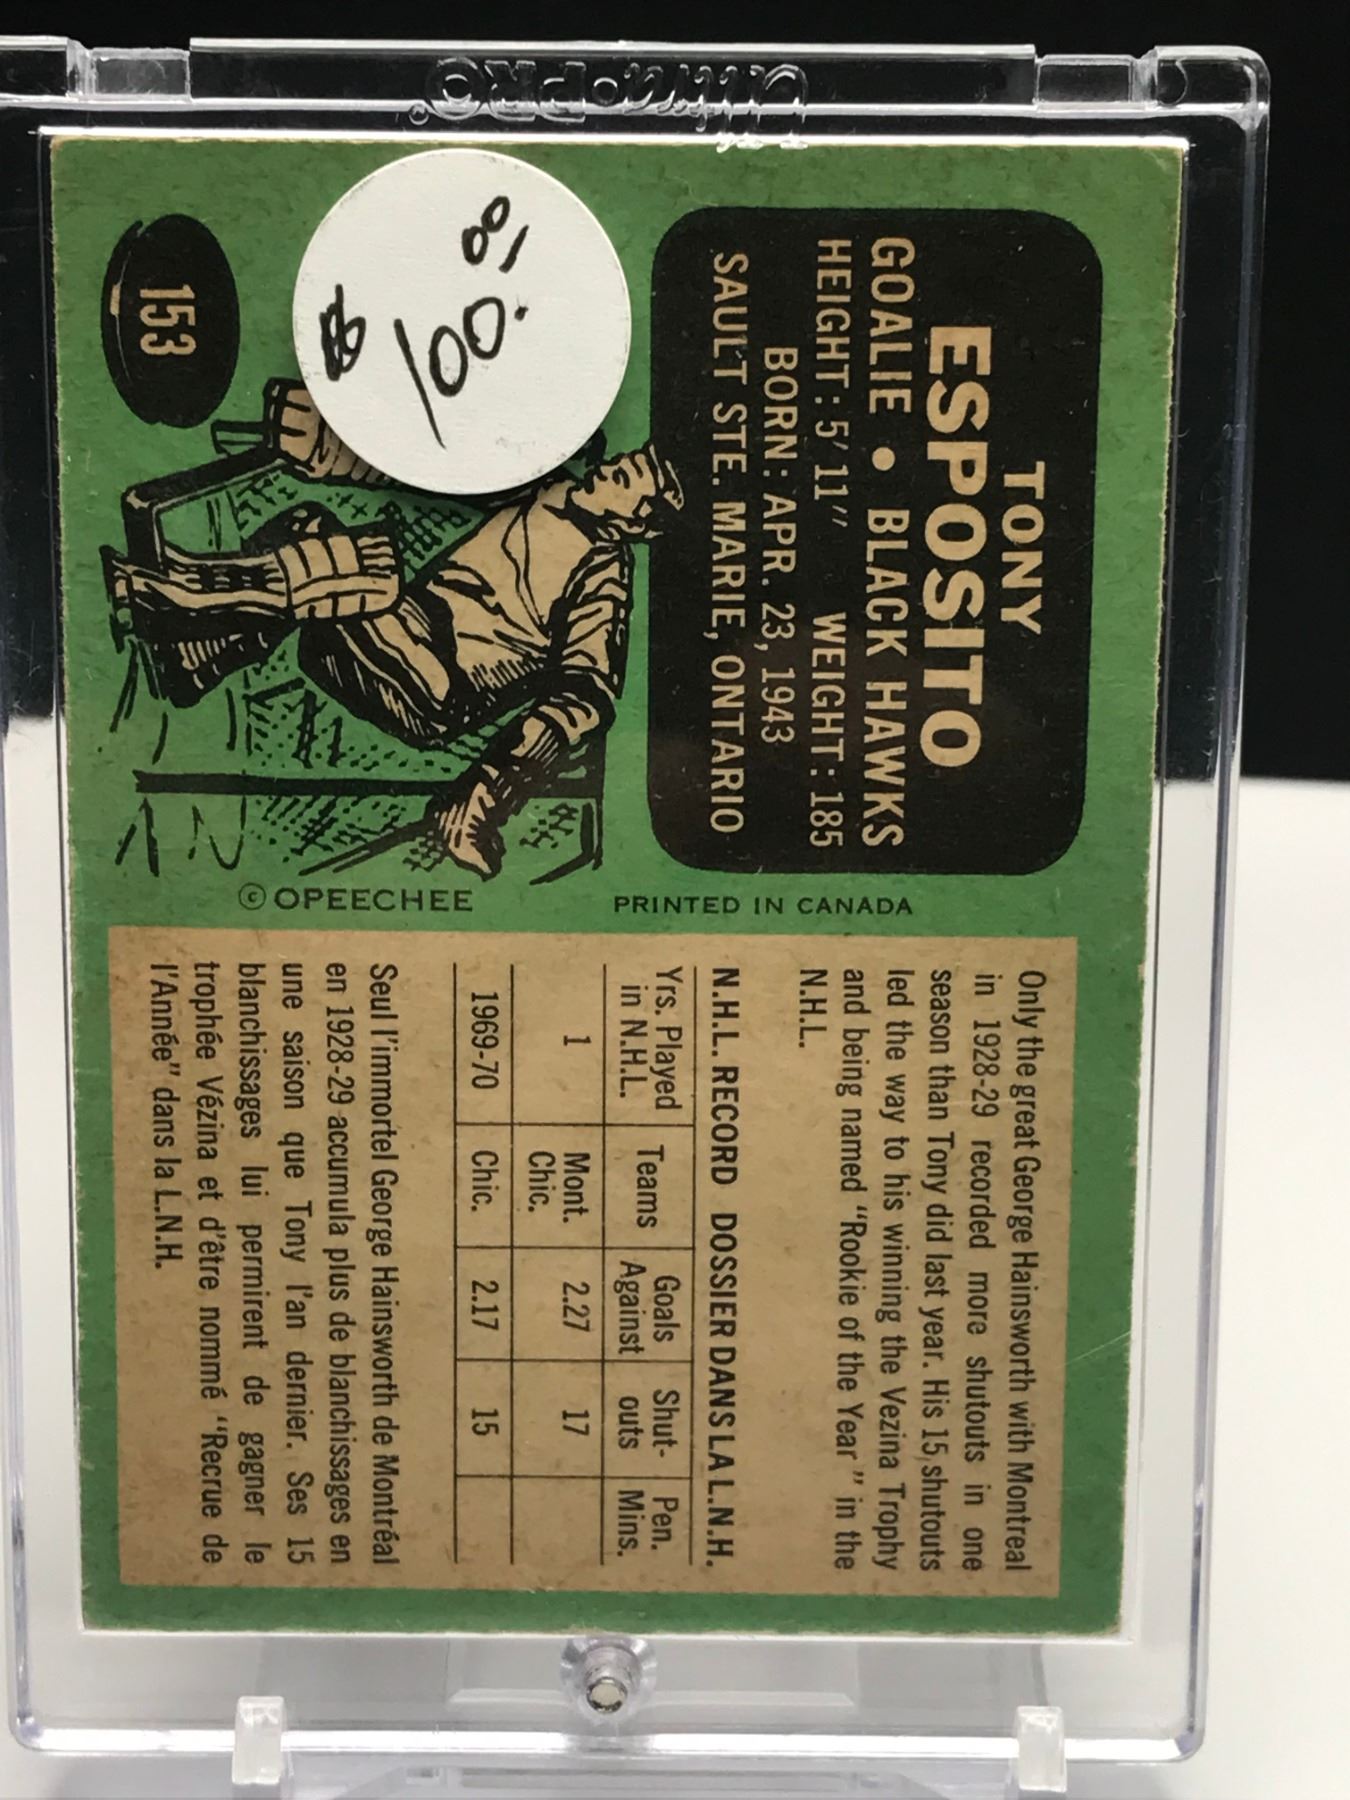 Ultra•PRO®
$100.00
153
TONY
ESPOSITO
GOALIE • BLACK HAWKS
HEIGHT: 5'11" WEIGHT: 185
BORN: APR. 23, 1943
SAULT STE. MARIE, ONTARIO
© OPEECHEE
PRINTED IN CANADA
Only the great George Hainsworth with Montreal
in 1928-29 recorded more shutouts in one
season than Tony did last year. His 15 shutouts
led the way to his winning the Vezina Trophy
and being named "Rookie of the Year" in the
N.H.L.
N.H.L. RECORD DOSSIER DANS LA L.N.H.
Yrs. Played Teams Goals Shut- Pen.
in N.H.L. Against outs Mins.
1 Mont. 2.27 17
Chic.
1969-70 Chic. 2.17 15
Seul l'immortel George Hainsworth de Montréal
en 1928-29 accumula plus de blanchissages en
une saison que Tony l'an dernier. Ses 15
blanchissages lui permirent de gagner le
trophée Vézina et d'être nommé "Recrue de
l'Année" dans la L.N.H.